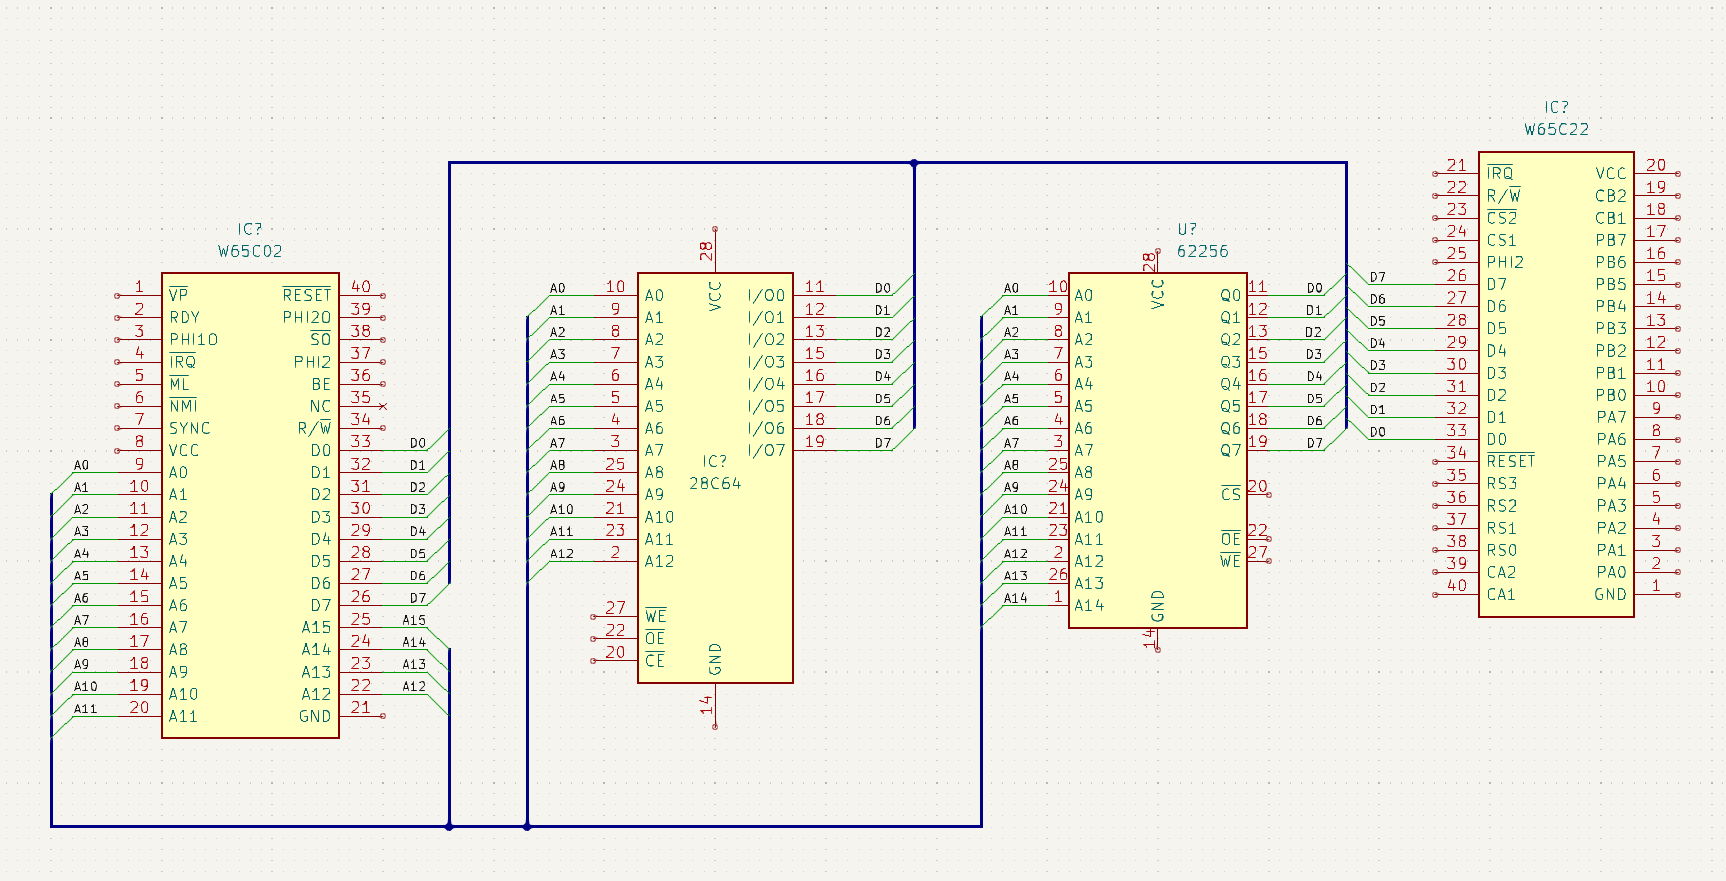 IC?
W65C02
1 VP RESET 40
2 RDY PHI2O 39
3 PHI1O SO 38
4 IRQ PHI2 37
5 ML BE 36
6 NMI NC 35
7 SYNC R/W 34
8 VCC D0 33 D0
A0 9 A0 D1 32 D1
A1 10 A1 D2 31 D2
A2 11 A2 D3 30 D3
A3 12 A3 D4 29 D4
A4 13 A4 D5 28 D5
A5 14 A5 D6 27 D6
A6 15 A6 D7 26 D7
A7 16 A7 A15 25 A15
A8 17 A8 A14 24 A14
A9 18 A9 A13 23 A13
A10 19 A10 A12 22 A12
A11 20 A11 GND 21
28
VCC
A0 10 A0 I/O0 11 D0
A1 9 A1 I/O1 12 D1
A2 8 A2 I/O2 13 D2
A3 7 A3 I/O3 15 D3
A4 6 A4 I/O4 16 D4
A5 5 A5 I/O5 17 D5
A6 4 A6 I/O6 18 D6
A7 3 A7 I/O7 19 D7
IC?
28C64
A8 25 A8
A9 24 A9
A10 21 A10
A11 23 A11
A12 2 A12
27 WE
22 OE
20 CE
GND
14
U?
62256
28
VCC
A0 10 A0 Q0 11 D0
A1 9 A1 Q1 12 D1
A2 8 A2 Q2 13 D2
A3 7 A3 Q3 15 D3
A4 6 A4 Q4 16 D4
A5 5 A5 Q5 17 D5
A6 4 A6 Q6 18 D6
A7 3 A7 Q7 19 D7
A8 25 A8
A9 24 A9 CS 20
A10 21 A10
A11 23 A11 OE 22
A12 2 A12 WE 27
A13 26 A13
A14 1 A14
GND
14
IC?
W65C22
21 IRQ VCC 20
22 R/W CB2 19
23 CS2 CB1 18
24 CS1 PB7 17
25 PHI2 PB6 16
D7 26 D7 PB5 15
D6 27 D6 PB4 14
D5 28 D5 PB3 13
D4 29 D4 PB2 12
D3 30 D3 PB1 11
D2 31 D2 PB0 10
D1 32 D1 PA7 9
D0 33 D0 PA6 8
34 RESET PA5 7
35 RS3 PA4 6
36 RS2 PA3 5
37 RS1 PA2 4
38 RS0 PA1 3
39 CA2 PA0 2
40 CA1 GND 1